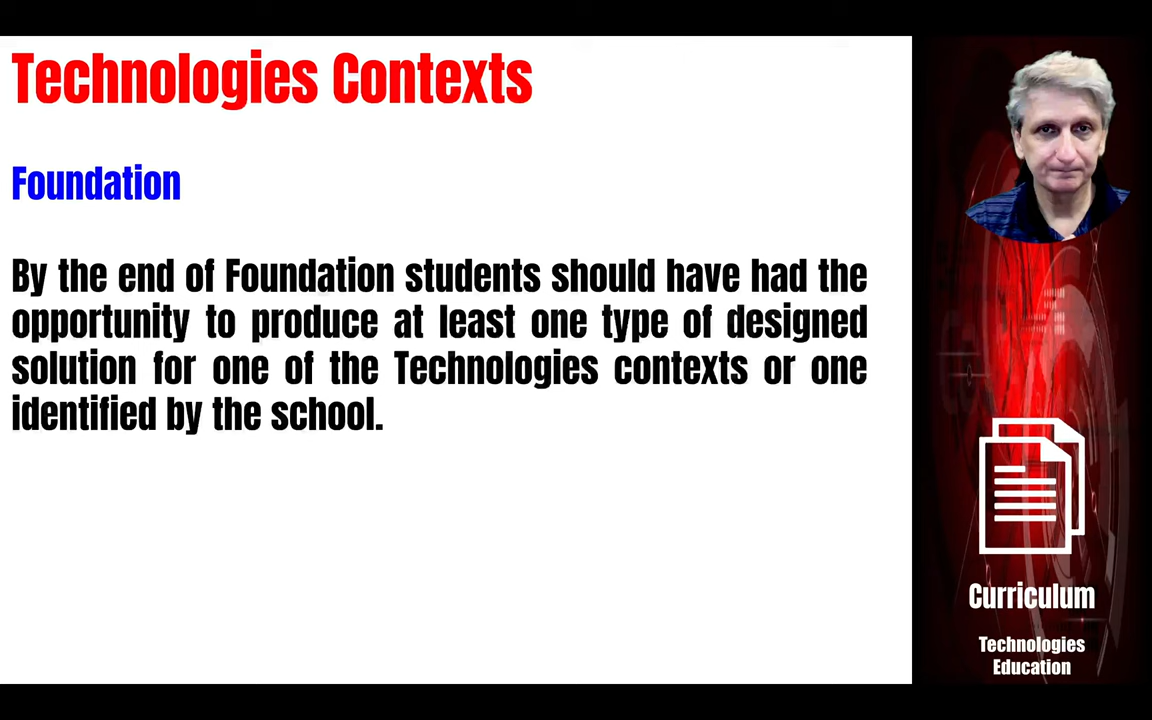 Technologies Contexts
Foundation
By the end of Foundation students should have had the
opportunity to produce at least one type of designed
solution for one of the Technologies contexts or one
identified by the school.
Curriculum
Technologies
Education